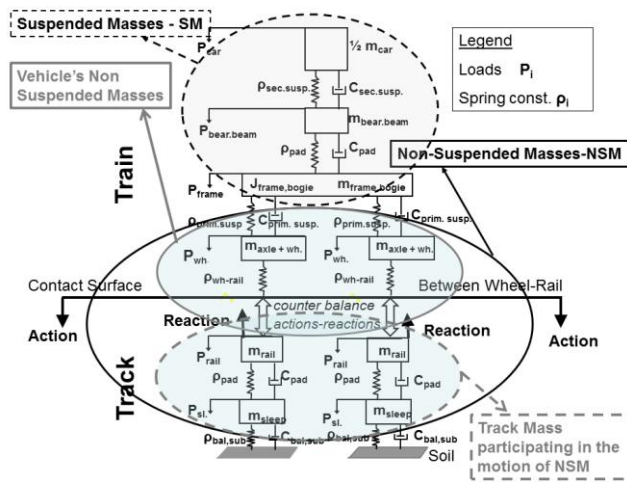 Suspended Masses - SM
Pcar
½ mcar
Legend
Loads Pi
Spring const. ρi
Vehicle's Non
Suspended Masses
ρsec.susp.
Csec.susp.
Pbear.beam
mbear.beam
ρpad
Cpad
Non-Suspended Masses-NSM
Train
Pframe
Jframe,bogie
mframe,bogie
ρprim.susp.
Cprim. susp.
ρprim.susp.
Cprim. susp.
Pwh.
maxle + wh.
Pwh.
maxle + wh.
ρwh-rail
ρwh-rail
Contact Surface
Between Wheel-Rail
counter balance
actions-reactions
Action
Reaction
Reaction
Action
Prail
mrail
Prail
mrail
Track
ρpad
Cpad
ρpad
Cpad
Psl.
msleep
Psl.
msleep
ρbal,sub
Cbal,sub
ρbal,sub
Cbal,sub
Soil
Track Mass
participating in the
motion of NSM